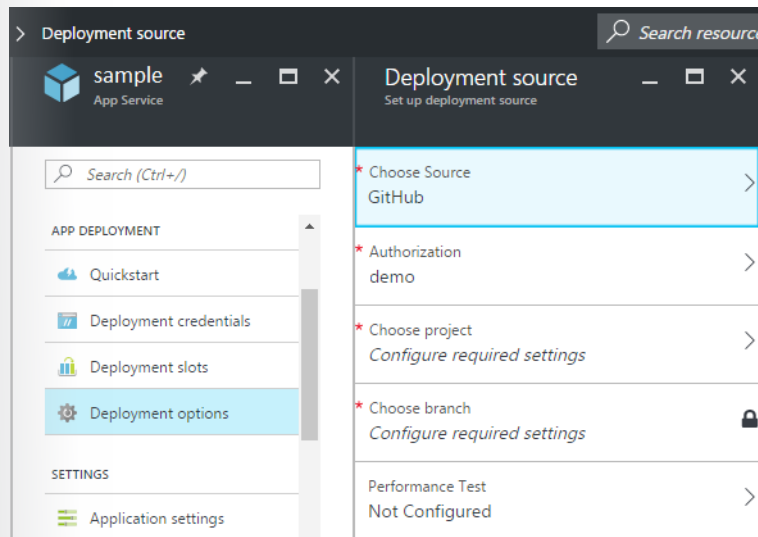 Deployment source
Search resource
sample
App Service
Deployment source
Set up deployment source
Search (Ctrl+/)
APP DEPLOYMENT
Quickstart
Deployment credentials
Deployment slots
Deployment options
SETTINGS
Application settings
* Choose Source
GitHub
* Authorization
demo
* Choose project
Configure required settings
* Choose branch
Configure required settings
Performance Test
Not Configured